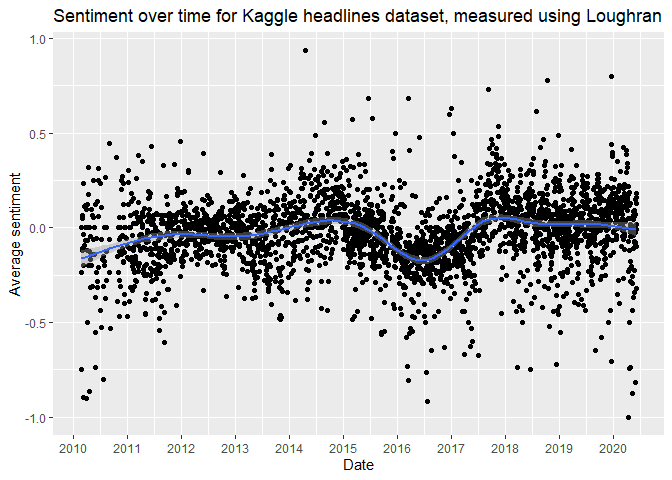 Sentiment over time for Kaggle headlines dataset, measured using Loughran
1.0
0.5
0.0
-0.5
-1.0
Average sentiment
2010 2011 2012 2013 2014 2015 2016 2017 2018 2019 2020
Date